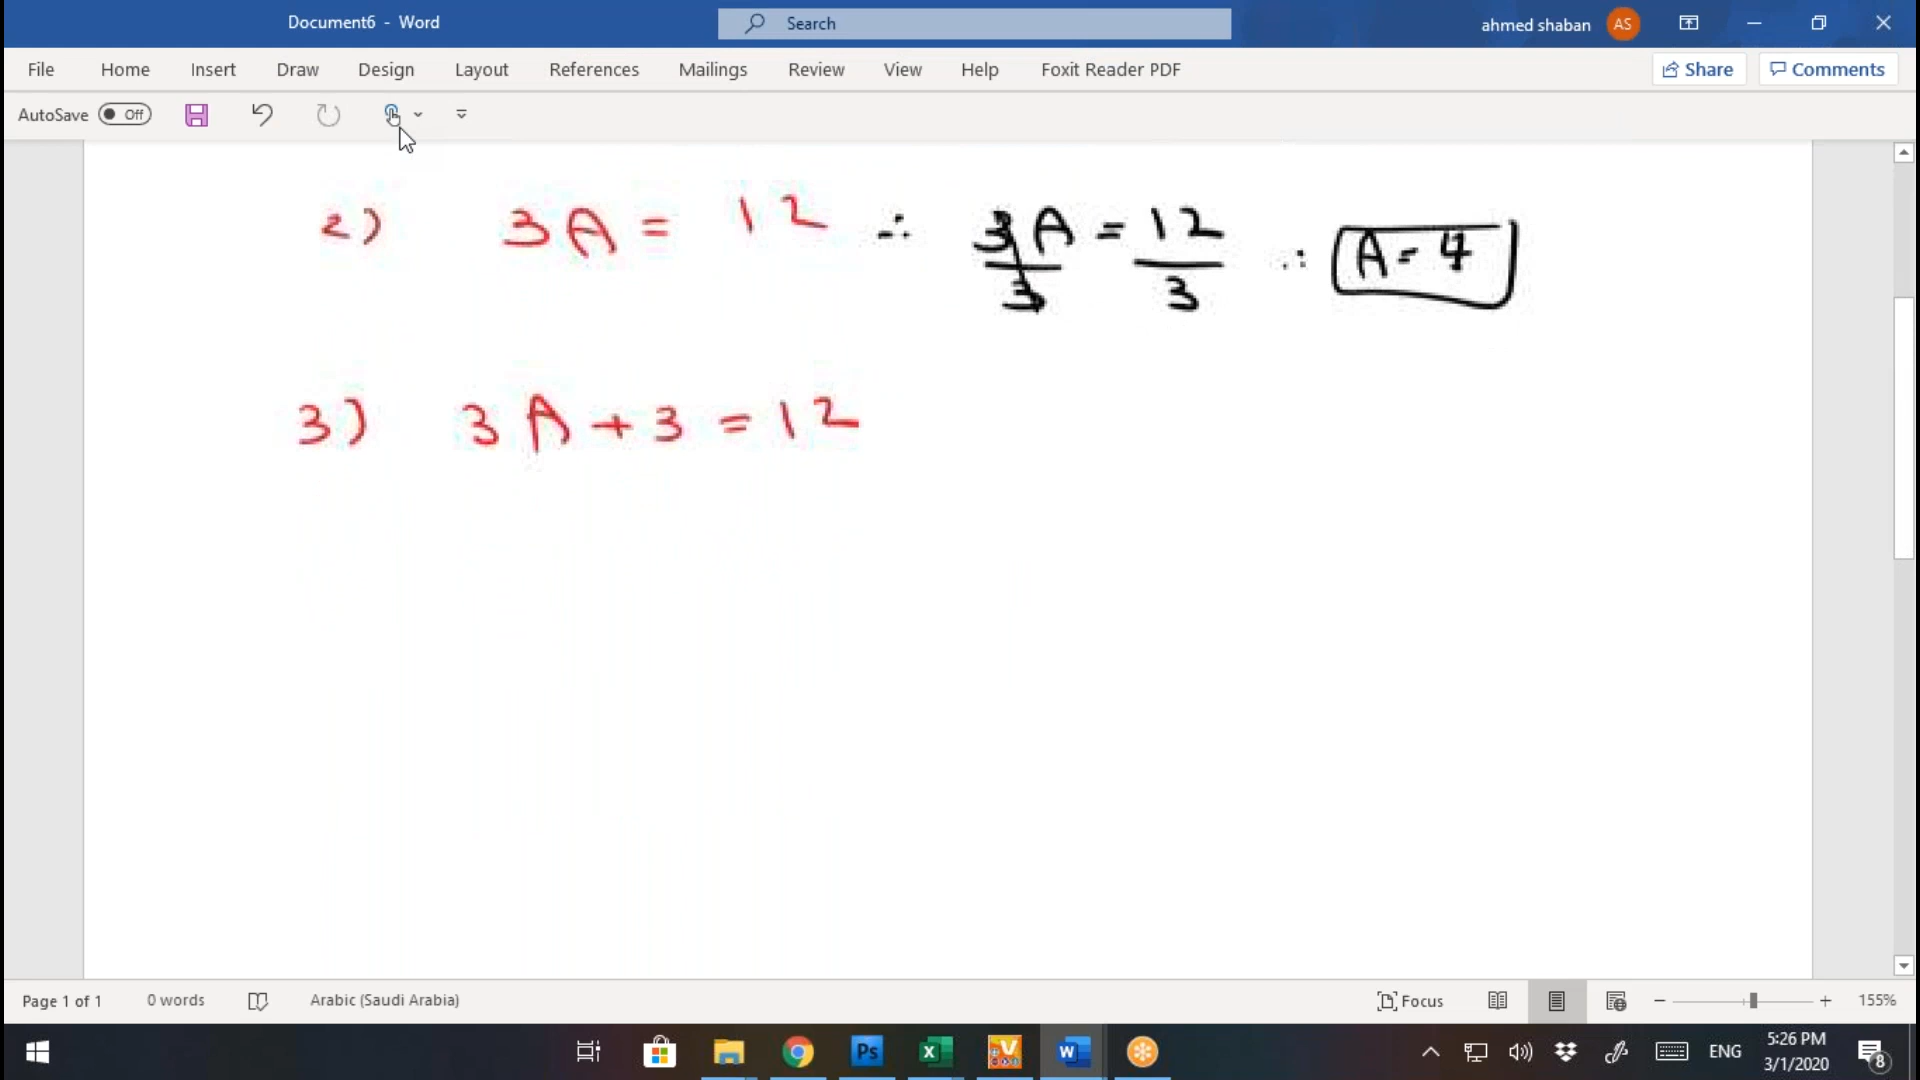 Document6 - Word
Search
ahmed shaban AS
File Home Insert Draw Design Layout References Mailings Review View Help Foxit Reader PDF Share Comments
AutoSave Off
2) 3A = 12 ∴ 3A/3 = 12/3 ∴ A = 4
3) 3A + 3 = 12
Page 1 of 1 0 words Arabic (Saudi Arabia) Focus − + 155%
Ps X V W ENG 5:26 PM 8
3/1/2020